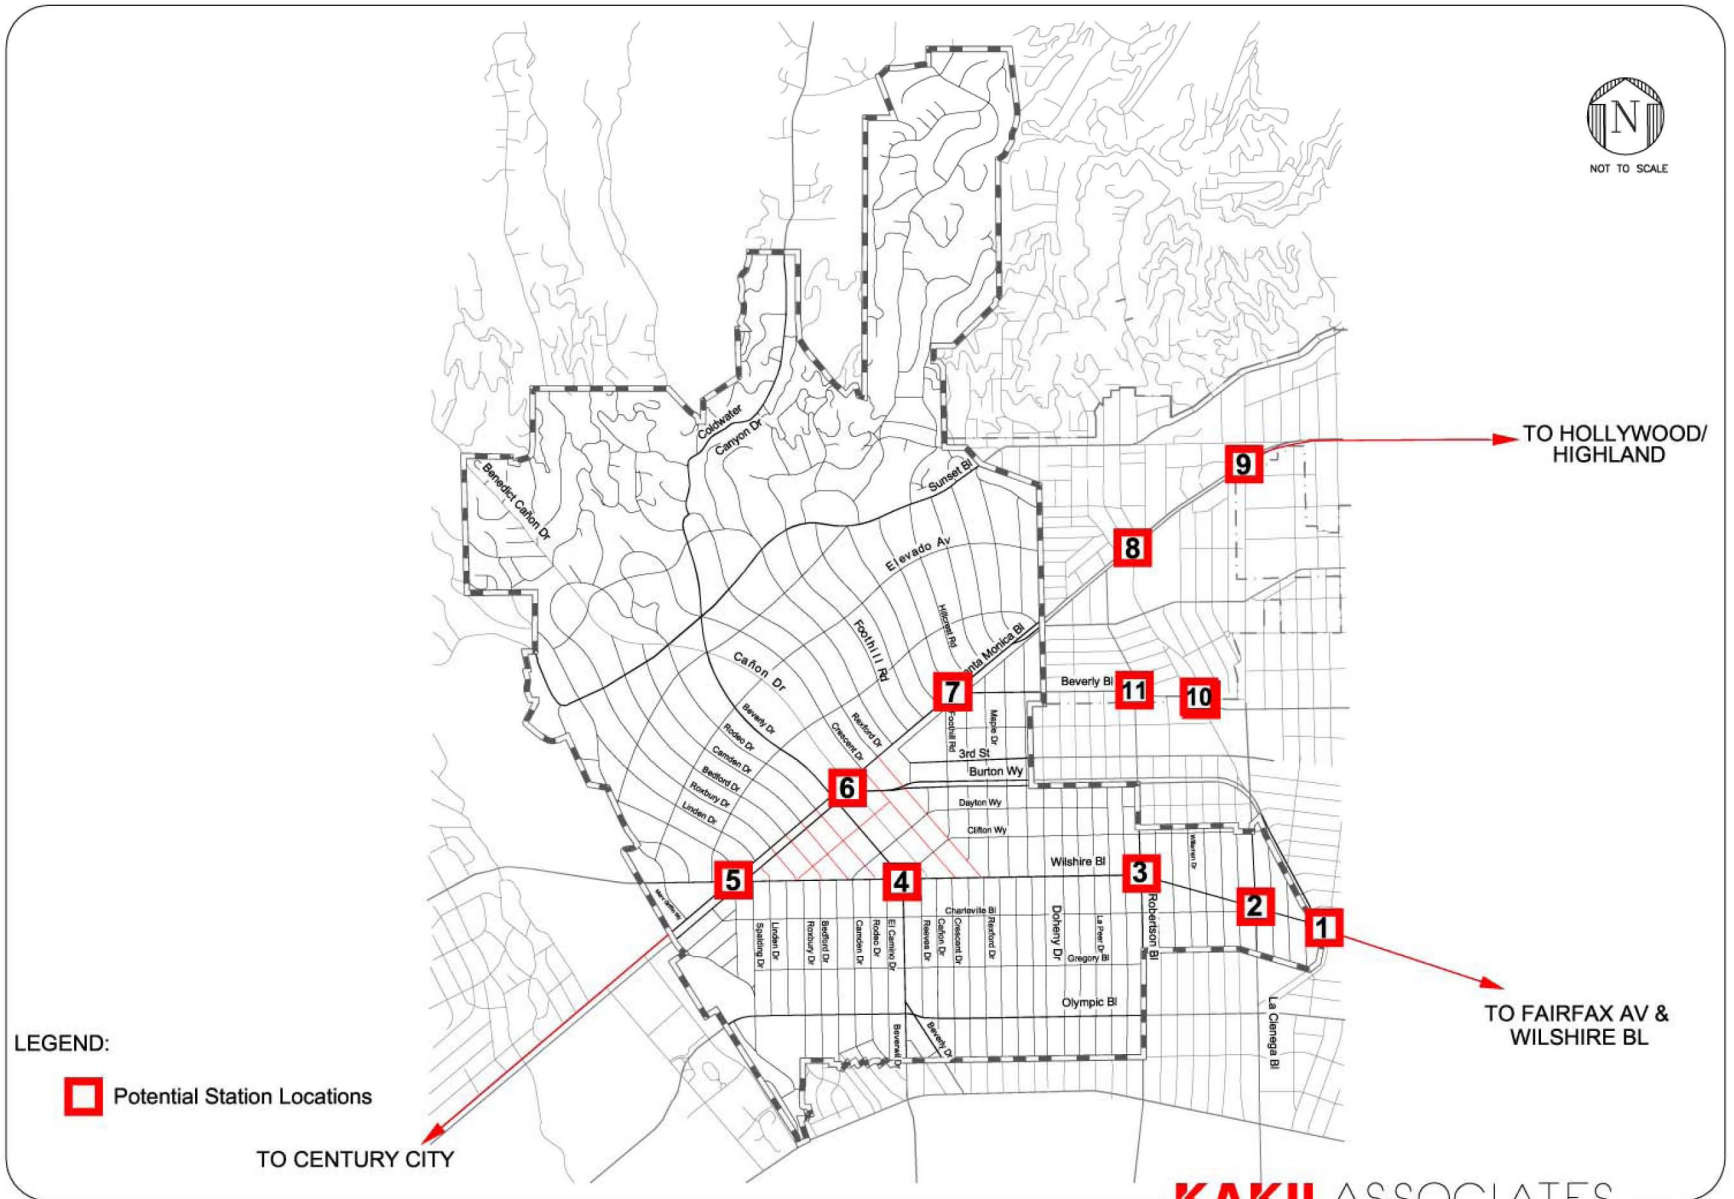 N
NOT TO SCALE
TO HOLLYWOOD/
HIGHLAND
Coldwater
Canyon Dr
Benedict Cañon Dr
Sunset Bl
9
8
Elevado Av
Hillcrest Rd
Foothill Rd
anta Monica Bl
Cañon Dr
7
Beverly Bl
11
10
Beverly Dr
Rexford Dr
Crescent Dr
Foothill Rd
Maple Dr
Rodeo Dr
Camden Dr
Bedford Dr
Roxbury Dr
Linden Dr
3rd St
Burton Wy
6
Dayton Wy
Clifton Wy
Wilshire Bl
5
4
3
2
1
Charleville Bl
Spalding Dr
Linden Dr
Roxbury Dr
Bedford Dr
Camden Dr
Rodeo Dr
El Camino Dr
Reeves Dr
Cañon Dr
Crescent Dr
Rexford Dr
Doheny Dr
La Peer Dr
Robertson Bl
Gregory Bl
Olympic Bl
La Cienega Bl
Beverly Dr
TO FAIRFAX AV &
WILSHIRE BL
LEGEND:
Potential Station Locations
TO CENTURY CITY
KAKU ASSOCIATES